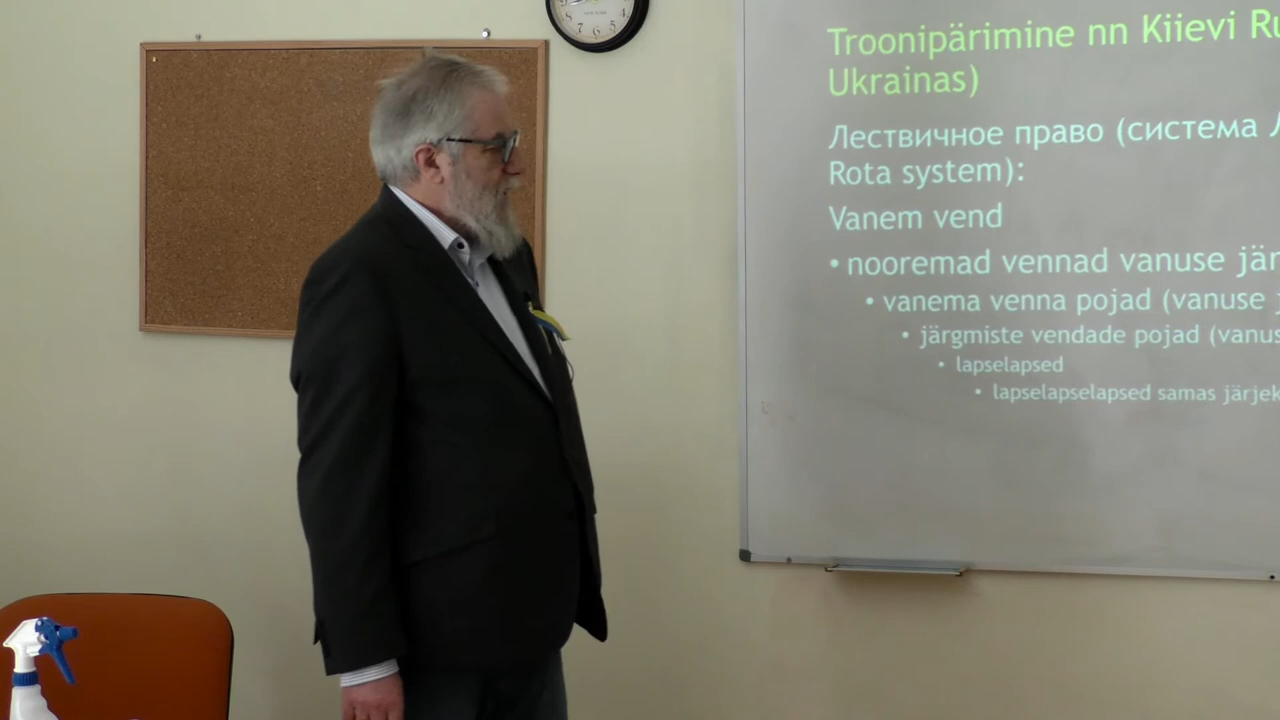 Troonipärimine nn Kiievi Ru
Ukrainas)
Лествичное право (система Л
Rota system):
Vanem vend
• nooremad vennad vanuse jär
• vanema venna pojad (vanuse j
• järgmiste vendade pojad (vanus
• lapselapsed
• lapselapselapsed samas järjek